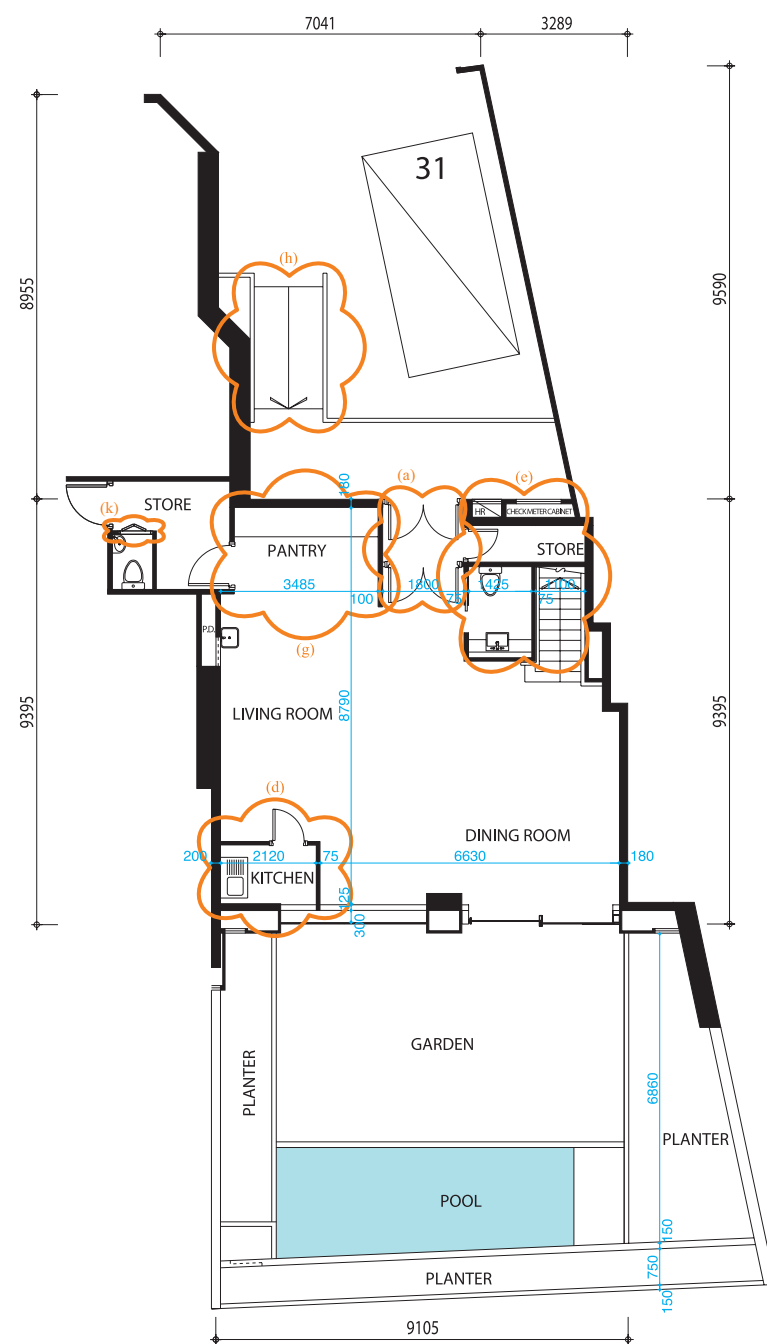 7041
3289
31
(h)
8955
9590
(k)
STORE
180
(a)
(e)
HR
CHECK METER CABINET
PANTRY
STORE
3485
1800
1425
1100
100
75
75
(g)
P.D.
LIVING ROOM
8790
9395
9395
(d)
DINING ROOM
200
2120
75
6630
180
KITCHEN
125
300
GARDEN
PLANTER
6860
PLANTER
POOL
150
750
PLANTER
150
9105